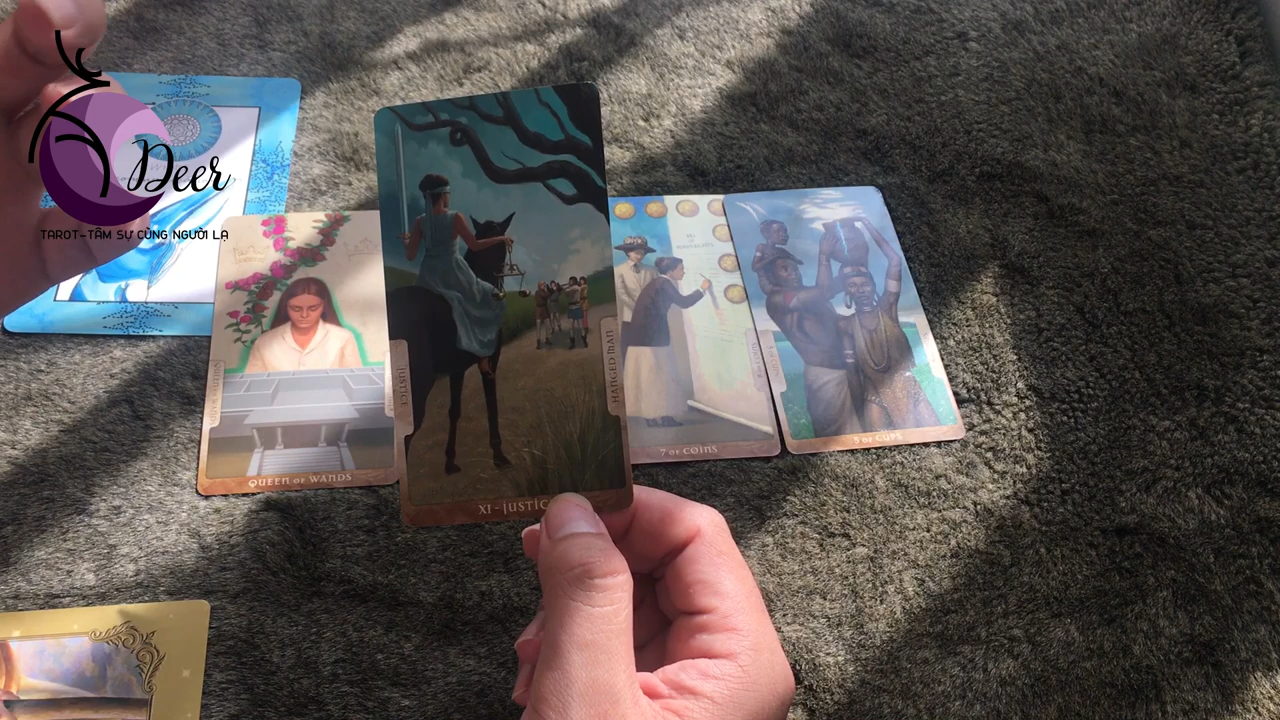 Deer
TAROT-TÂM SỰ CÙNG NGƯỜI LẠ
QUEEN OF WANDS
JUSTICE
HANGED MAN
XI - JUSTIC
7 OF COINS
5 OF CUPS